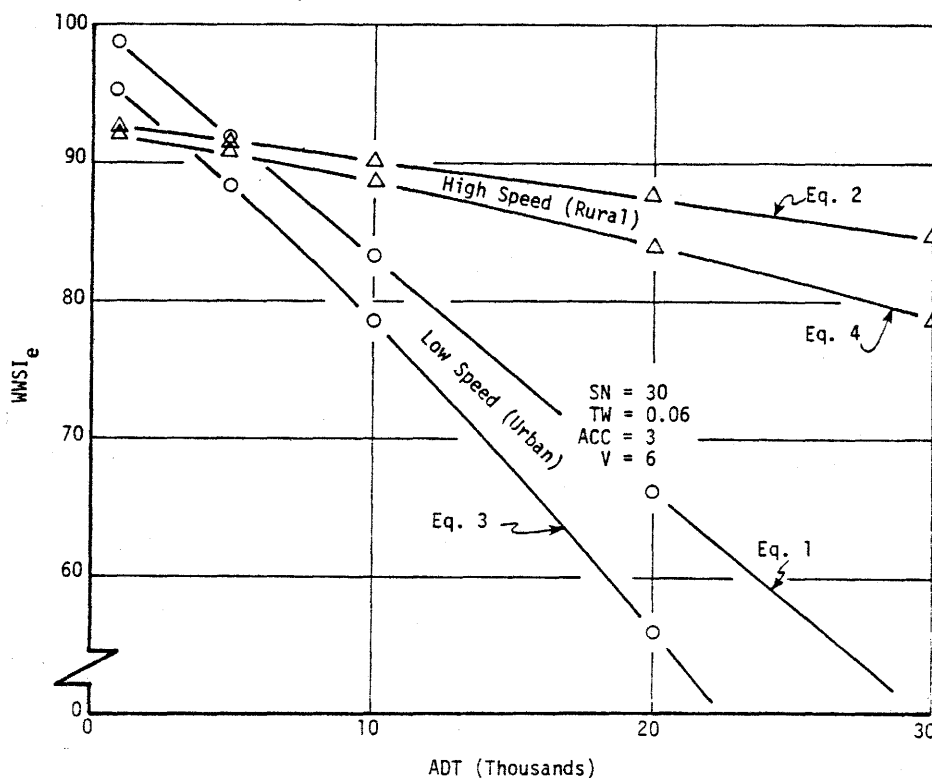 100
90
80
70
60
0
WWSI_e
High Speed (Rural)
Eq. 2
Eq. 4
Low Speed (Urban)
SN = 30
TW = 0.06
ACC = 3
V = 6
Eq. 3
Eq. 1
0
10
20
30
ADT (Thousands)